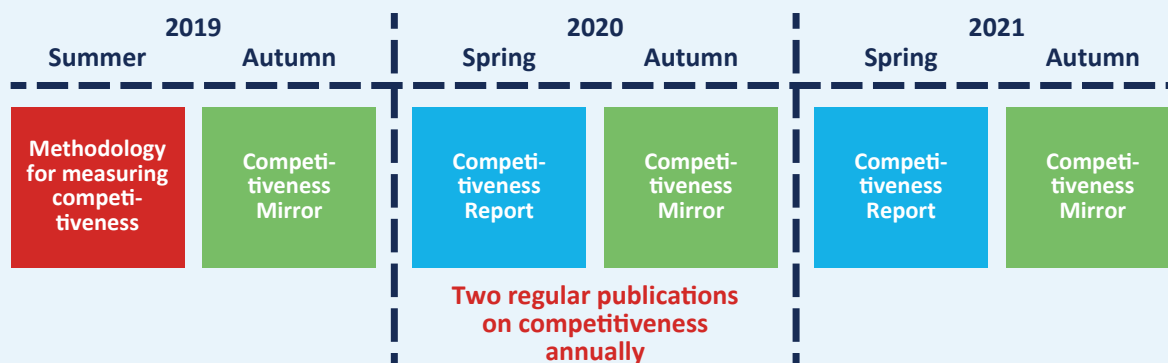 2019
2020
2021
Summer
Autumn
Spring
Autumn
Spring
Autumn
Methodology
for measuring
competi-
tiveness
Competi-
tiveness
Mirror
Competi-
tiveness
Report
Competi-
tiveness
Mirror
Competi-
tiveness
Report
Competi-
tiveness
Mirror
Two regular publications
on competitiveness
annually